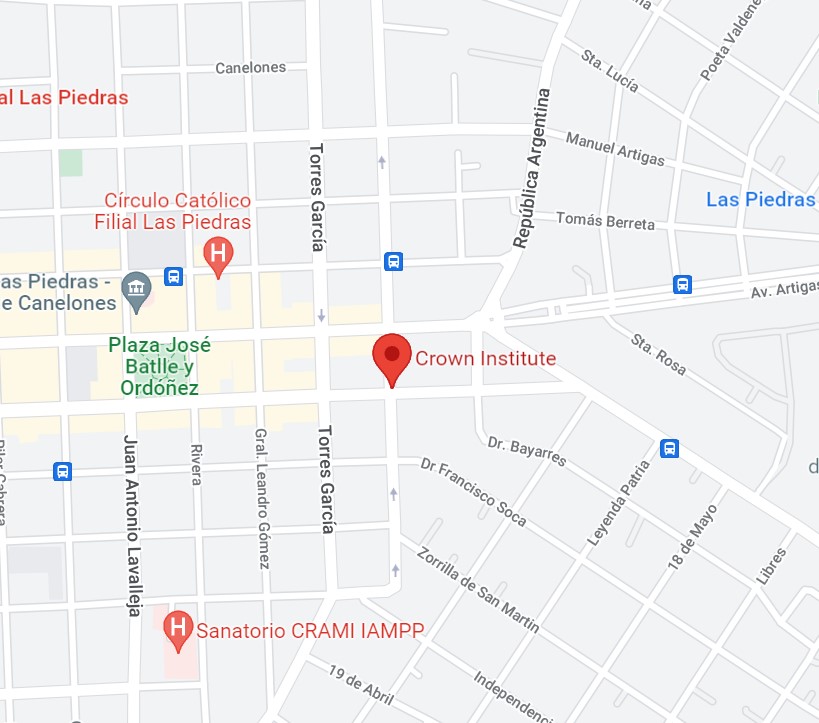 Canelones
al Las Piedras
Sta. Lucía
Poeta Valdene
Manuel Artigas
República Argentina
Torres García
Círculo Católico
Filial Las Piedras
H
Las Piedras
Tomás Berreta
as Piedras -
e Canelones
Av. Artigas
Plaza José
Batlle y
Ordóñez
Crown Institute
Sta. Rosa
Juan Antonio Lavalleja
Rivera
Gral. Leandro Gómez
Torres García
Dr. Bayarres
Dr Francisco Soca
Leyenda Patria
18 de Mayo
Libres
Zorrilla de San Martin
H
Sanatorio CRAMI IAMPP
19 de Abril
Independenci